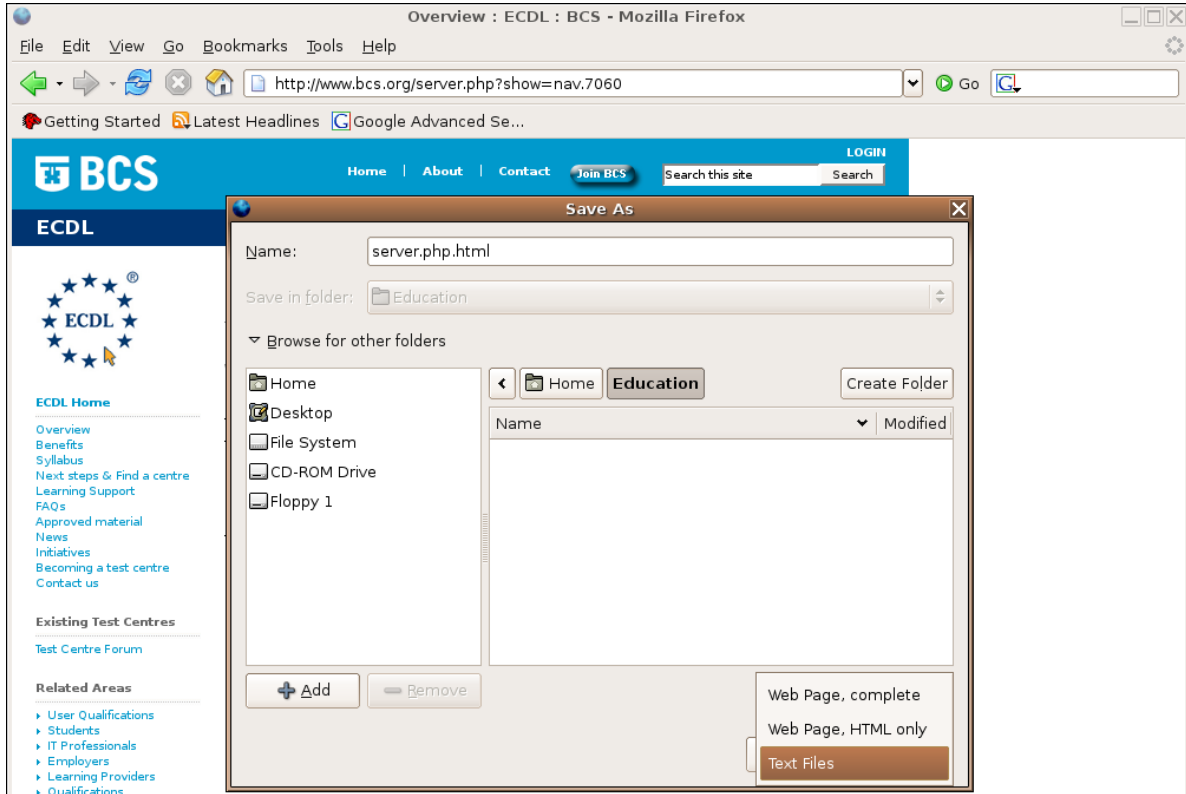 Overview : ECDL : BCS - Mozilla Firefox
File Edit View Go Bookmarks Tools Help
http://www.bcs.org/server.php?show=nav.7060 Go G
Getting Started Latest Headlines G Google Advanced Se...
LOGIN
BCS Home | About | Contact Join BCS Search this site Search
ECDL
Save As
Name: server.php.html
Save in folder: Education
Browse for other folders
® ECDL
Home
Desktop
File System
CD-ROM Drive
Floppy 1
Home Education Create Folder
Name Modified
Add Remove
Web Page, complete
Web Page, HTML only
Text Files
ECDL Home
Overview
Benefits
Syllabus
Next steps & Find a centre
Learning Support
FAQs
Approved material
News
Initiatives
Becoming a test centre
Contact us
Existing Test Centres
Test Centre Forum
Related Areas
User Qualifications
Students
IT Professionals
Employers
Learning Providers
Qualifications